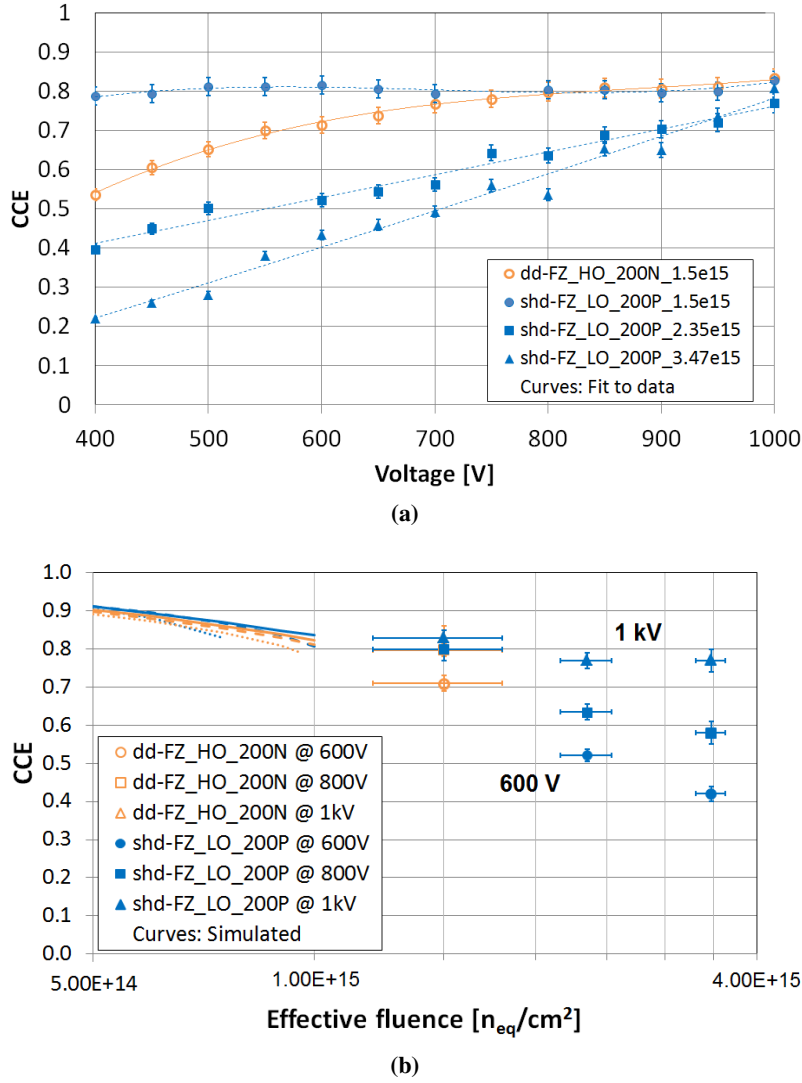 1
0.9
0.8
0.7
0.6
0.5
0.4
0.3
0.2
0.1
0
CCE
dd-FZ_HO_200N_1.5e15
shd-FZ_LO_200P_1.5e15
shd-FZ_LO_200P_2.35e15
shd-FZ_LO_200P_3.47e15
Curves: Fit to data
400 500 600 700 800 900 1000
Voltage [V]
(a)
1.0
0.9
0.8
0.7
0.6
0.5
0.4
0.3
0.2
0.1
0.0
CCE
1 kV
600 V
dd-FZ_HO_200N @ 600V
dd-FZ_HO_200N @ 800V
dd-FZ_HO_200N @ 1kV
shd-FZ_LO_200P @ 600V
shd-FZ_LO_200P @ 800V
shd-FZ_LO_200P @ 1kV
Curves: Simulated
5.00E+14 1.00E+15 4.00E+15
Effective fluence [neq/cm²]
(b)